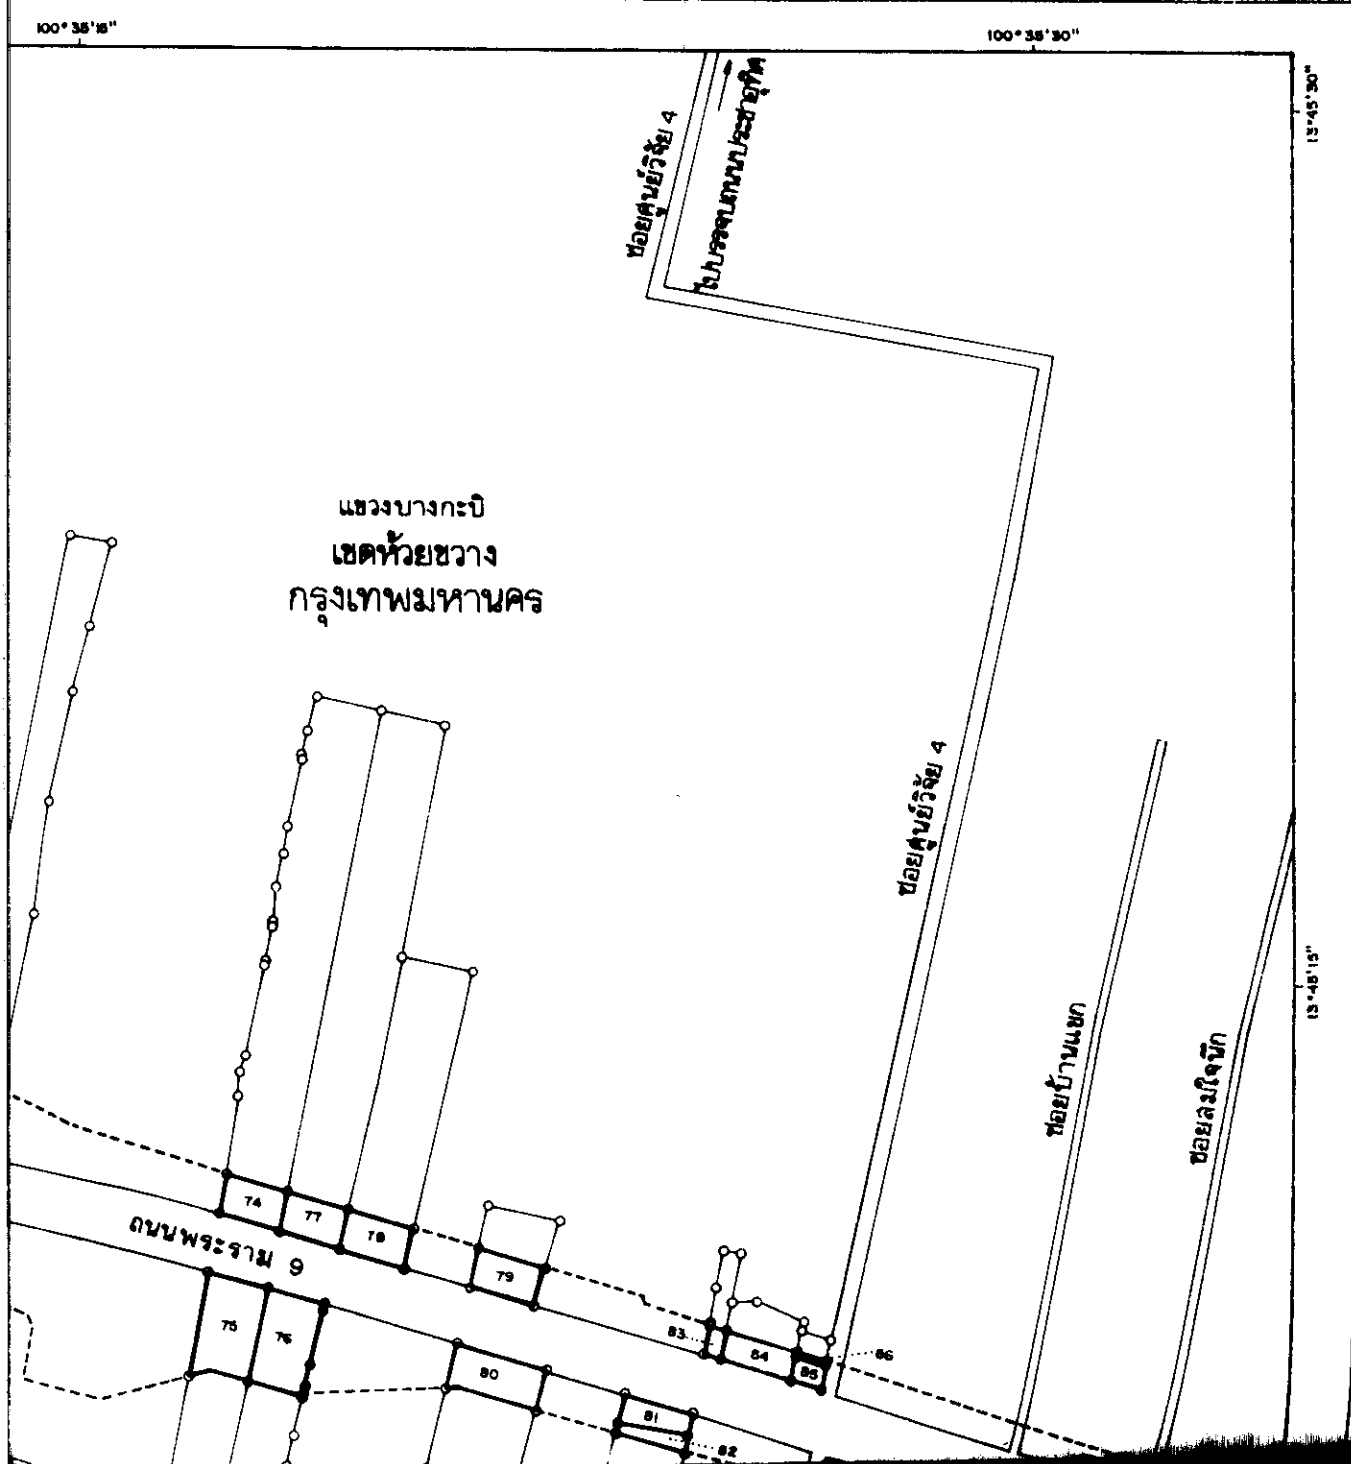 100°35'15"
100°35'30"
13°45'30"
ซอยศูนย์วิจัย 4
ไปบรรจบถนนประชาอุทิศ
แขวงบางกะปิ
เขตห้วยขวาง
กรุงเทพมหานคร
ซอยศูนย์วิจัย 4
13°45'15"
ซอยบ้านแขก
ซอยสมใจนึก
ถนนพระราม 9
74
77
78
79
75
76
80
81
82
83
84
85
86